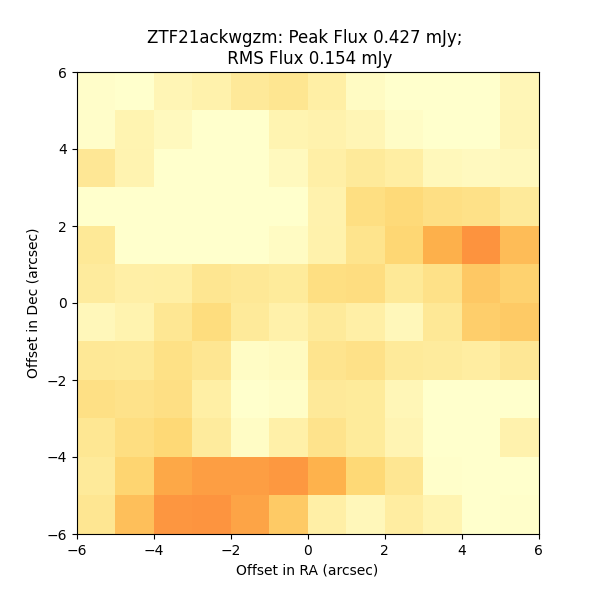 ZTF21ackwgzm: Peak Flux 0.427 mJy;
RMS Flux 0.154 mJy
6
4
2
0
−2
−4
−6
Offset in Dec (arcsec)
−6 −4 −2 0 2 4 6
Offset in RA (arcsec)